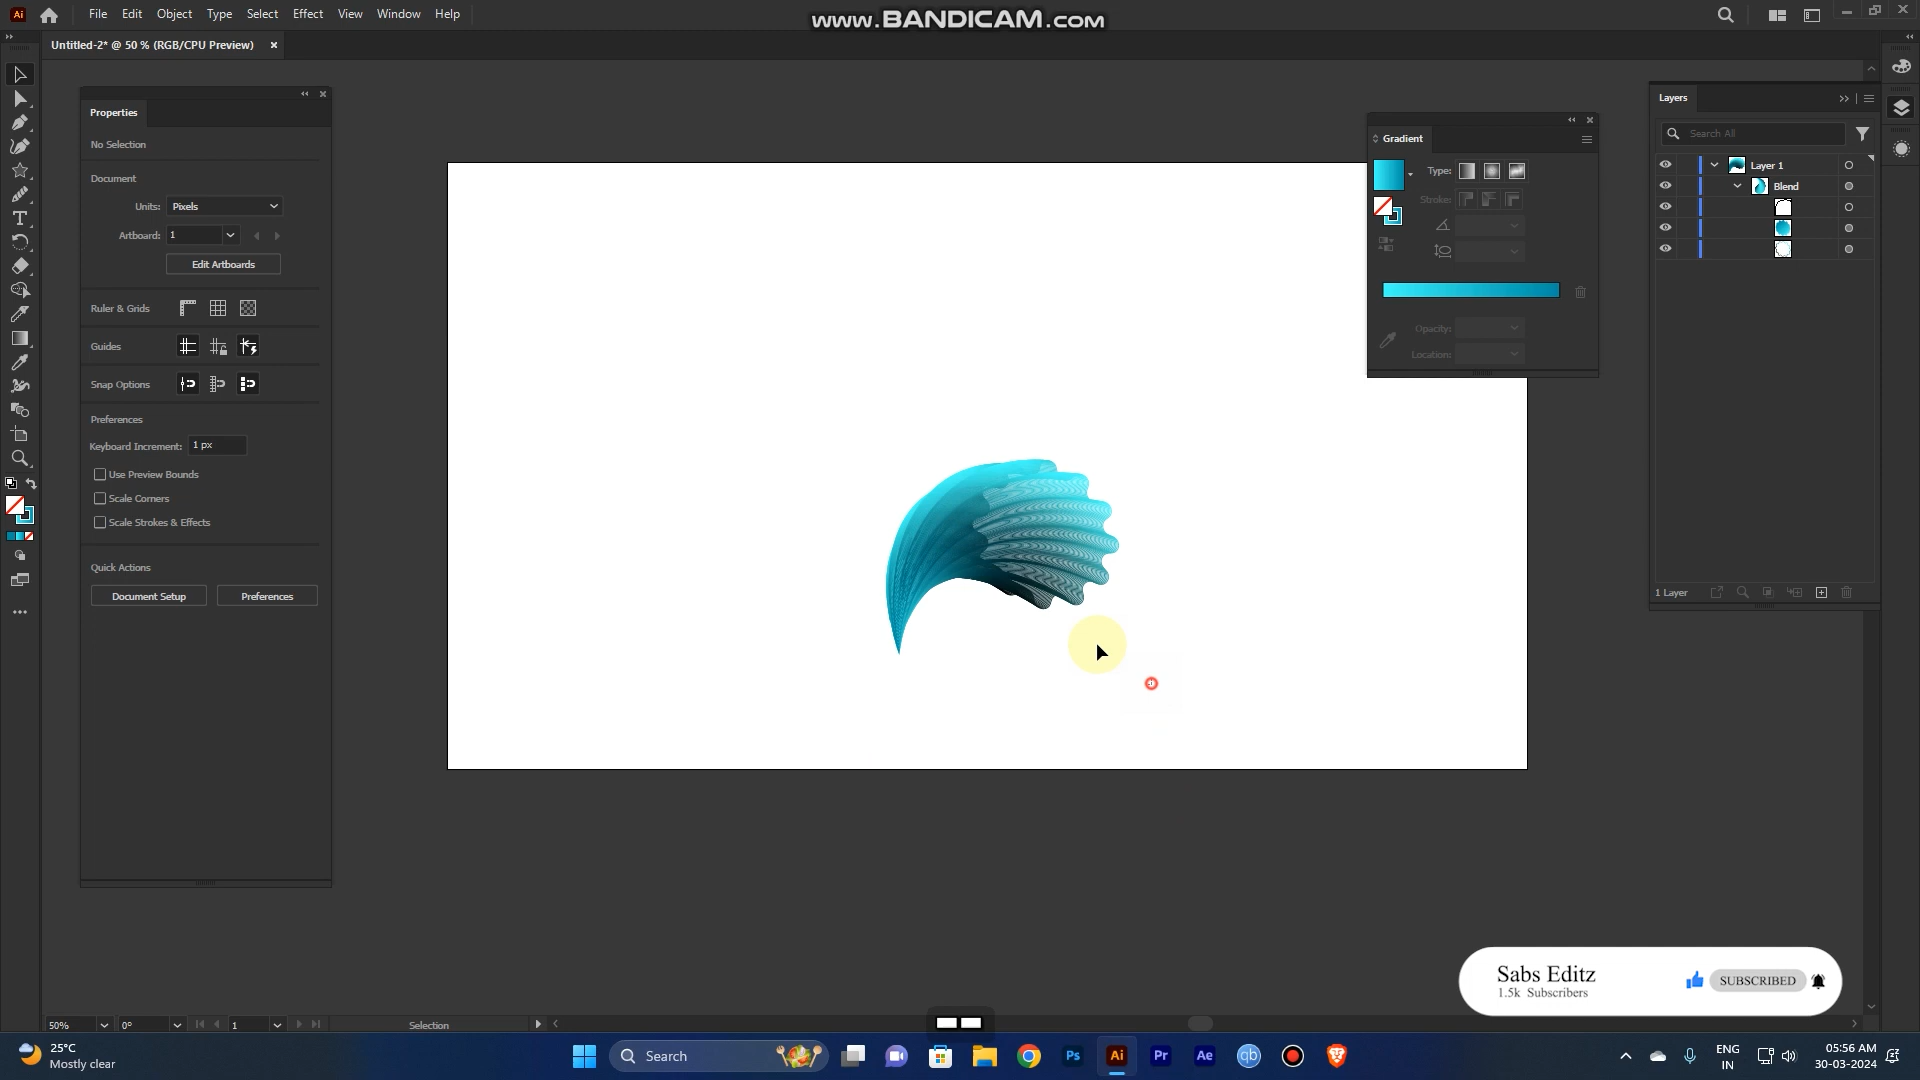 Ai
File Edit Object Type Select Effect View Window Help
www.BANDICAM.com
Untitled-2* @ 50 % (RGB/CPU Preview)
Properties
No Selection
Document
Units: Pixels
Artboard: 1
Edit Artboards
Ruler & Grids
Guides
Snap Options
Preferences
Keyboard Increment: 1 px
Use Preview Bounds
Scale Corners
Scale Strokes & Effects
Quick Actions
Document Setup Preferences
Gradient
Type:
Stroke:
Opacity:
Location:
Layers
Search All
Layer 1
Blend
1 Layer
Sabs Editz
1.5k Subscribers
SUBSCRIBED
50% 0° 1 Selection
25°C
Mostly clear
Search
Ps Ai Pr Ae qb
ENG
IN
05:56 AM
30-03-2024